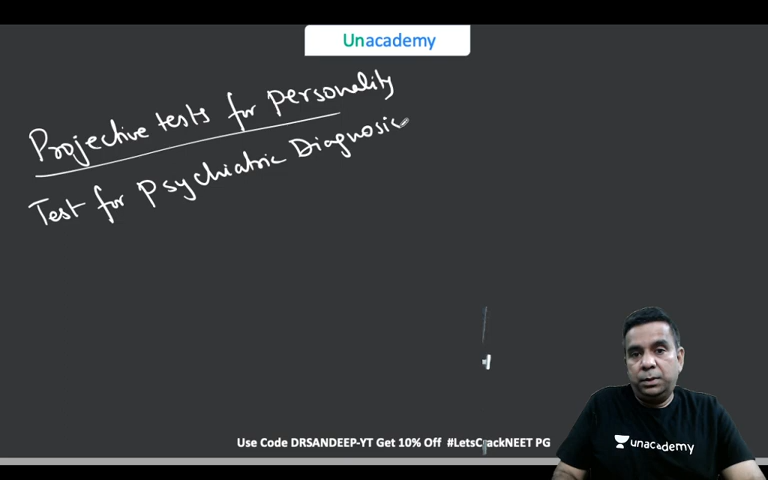 Unacademy
Projective tests for personality
Test for Psychiatric Diagnosis
unacademy
Use Code DRSANDEEP-YT Get 10% Off #LetsCrackNEET PG